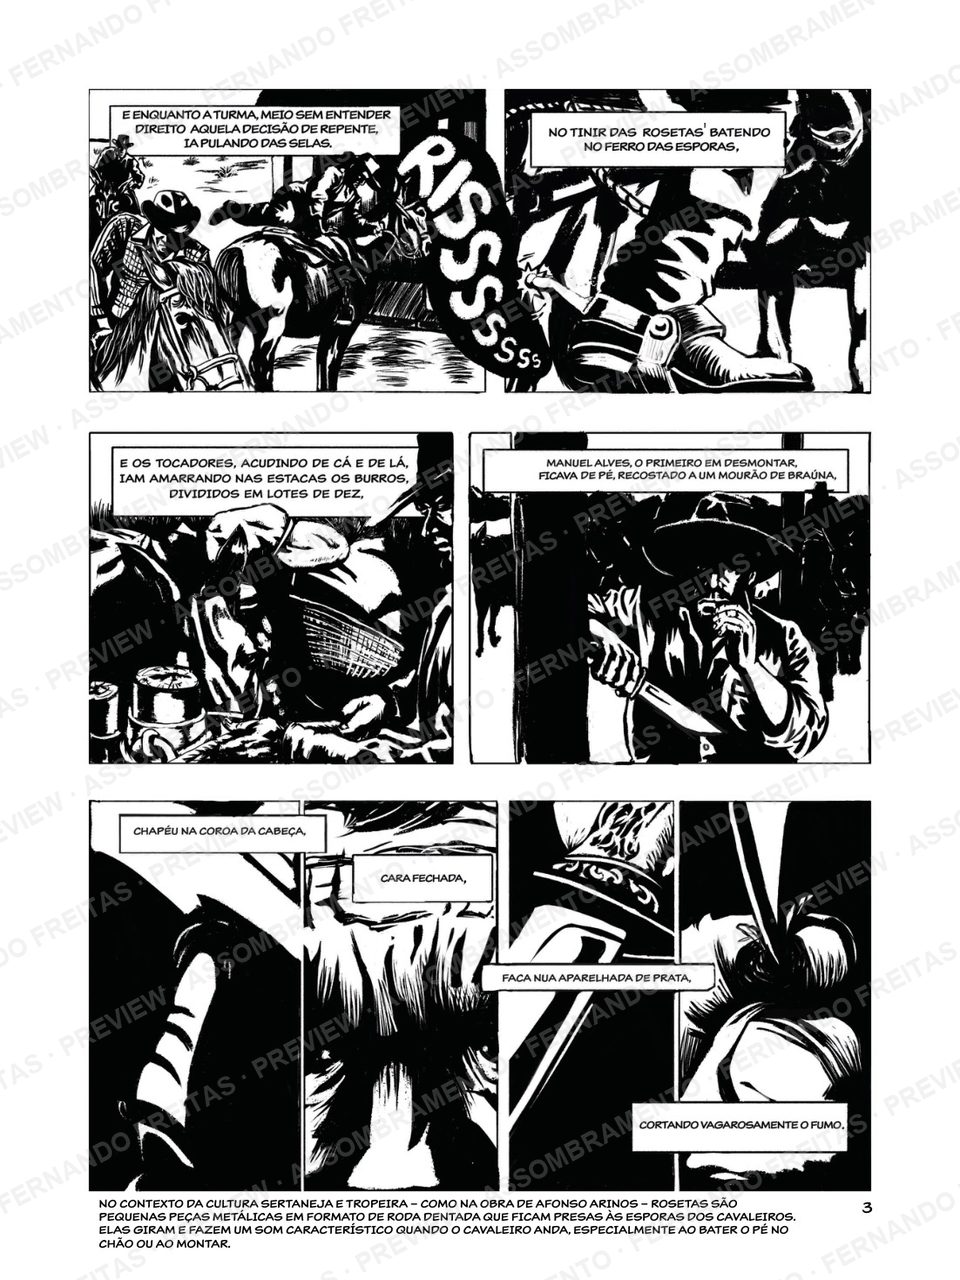 E ENQUANTO A TURMA, MEIO SEM ENTENDER
DIREITO AQUELA DECISÃO DE REPENTE,
IA PULANDO DAS SELAS.
RISSSSSSS
NO TINIR DAS ROSETAS¹ BATENDO
NO FERRO DAS ESPORAS,
E OS TOCADORES, ACUDINDO DE CÁ E DE LÁ,
IAM AMARRANDO NAS ESTACAS OS BURROS,
DIVIDIDOS EM LOTES DE DEZ,
MANUEL ALVES, O PRIMEIRO EM DESMONTAR,
FICAVA DE PÉ, RECOSTADO A UM MOURÃO DE BRAÚNA,
CHAPÉU NA COROA DA CABEÇA,
CARA FECHADA,
FACA NUA APARELHADA DE PRATA,
CORTANDO VAGAROSAMENTE O FUMO.
NO CONTEXTO DA CULTURA SERTANEJA E TROPEIRA – COMO NA OBRA DE AFONSO ARINOS – ROSETAS SÃO
PEQUENAS PEÇAS METÁLICAS EM FORMATO DE RODA DENTADA QUE FICAM PRESAS ÀS ESPORAS DOS CAVALEIROS.
ELAS GIRAM E FAZEM UM SOM CARACTERÍSTICO QUANDO O CAVALEIRO ANDA, ESPECIALMENTE AO BATER O PÉ NO
CHÃO OU AO MONTAR.
3
FERNANDO FREITAS · PREVIEW · ASSOMBRAMENTO